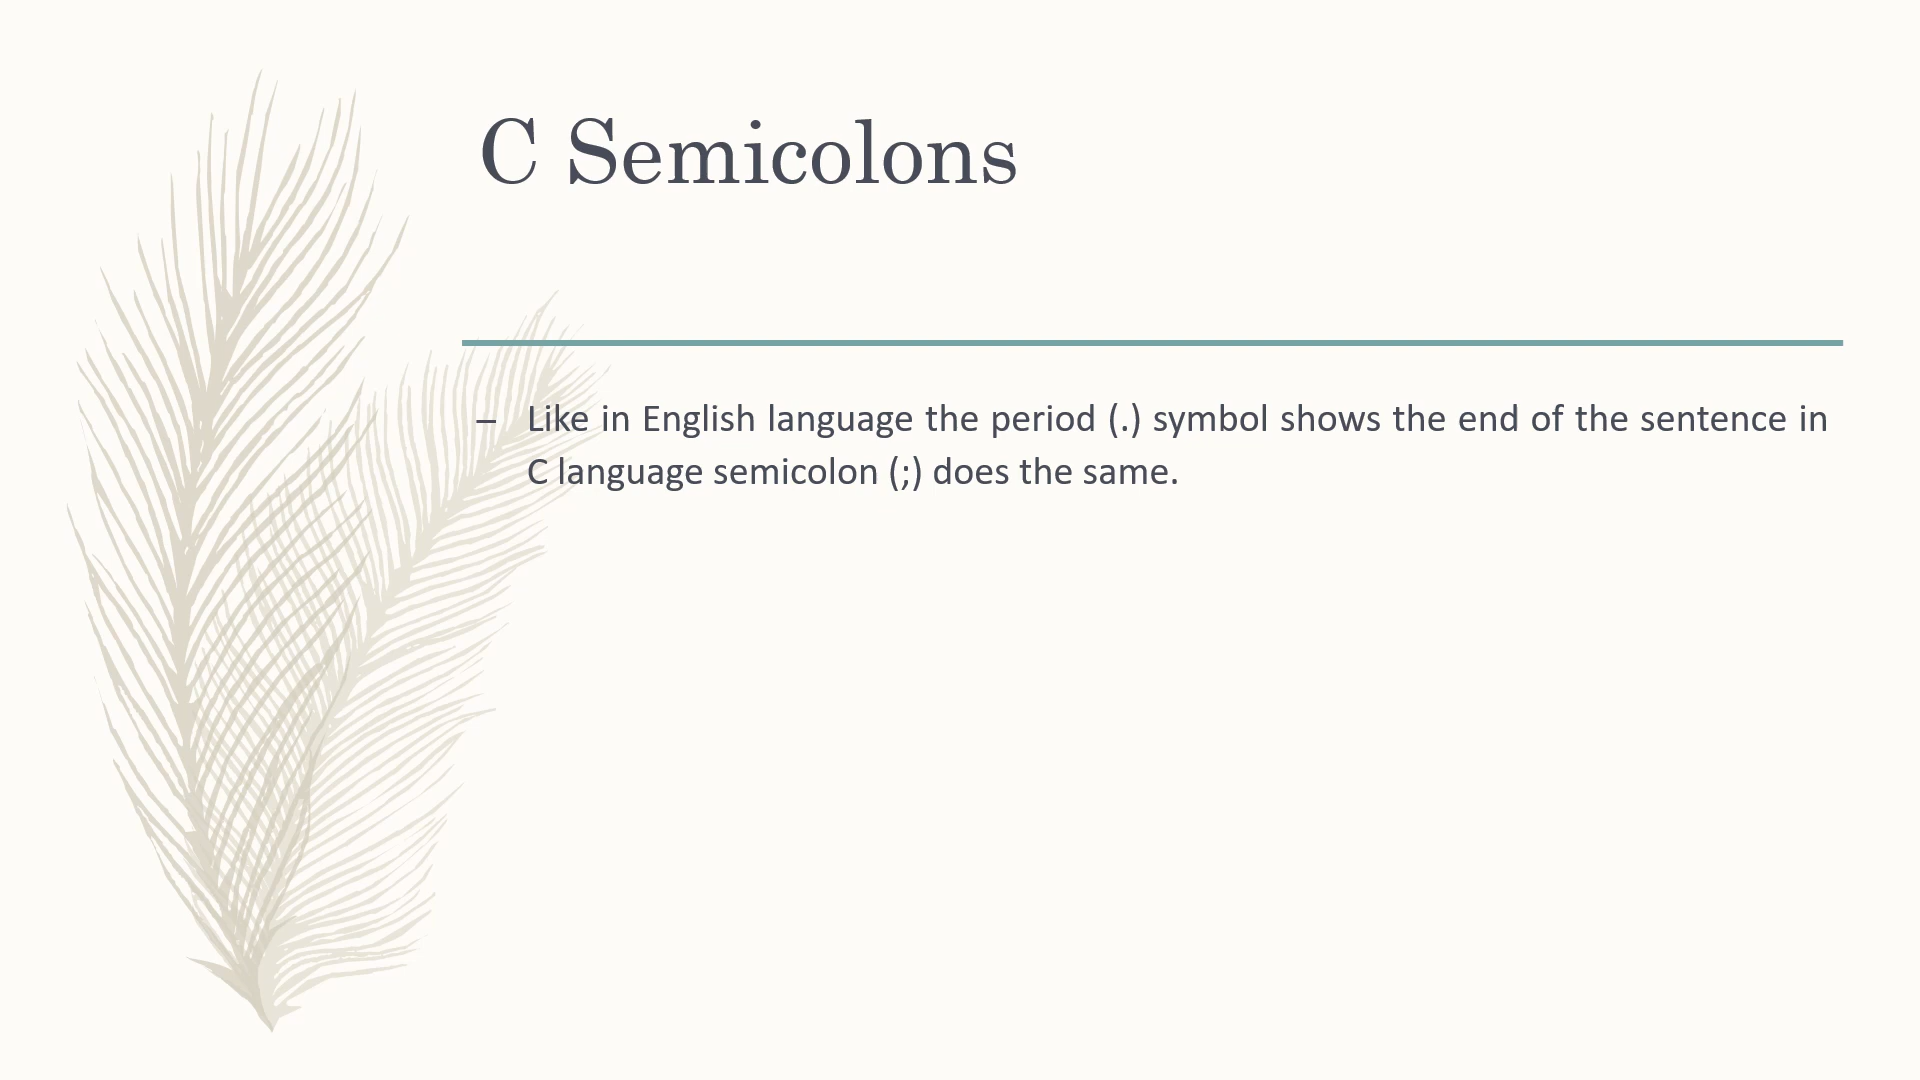 C Semicolons
– Like in English language the period (.) symbol shows the end of the sentence in
C language semicolon (;) does the same.